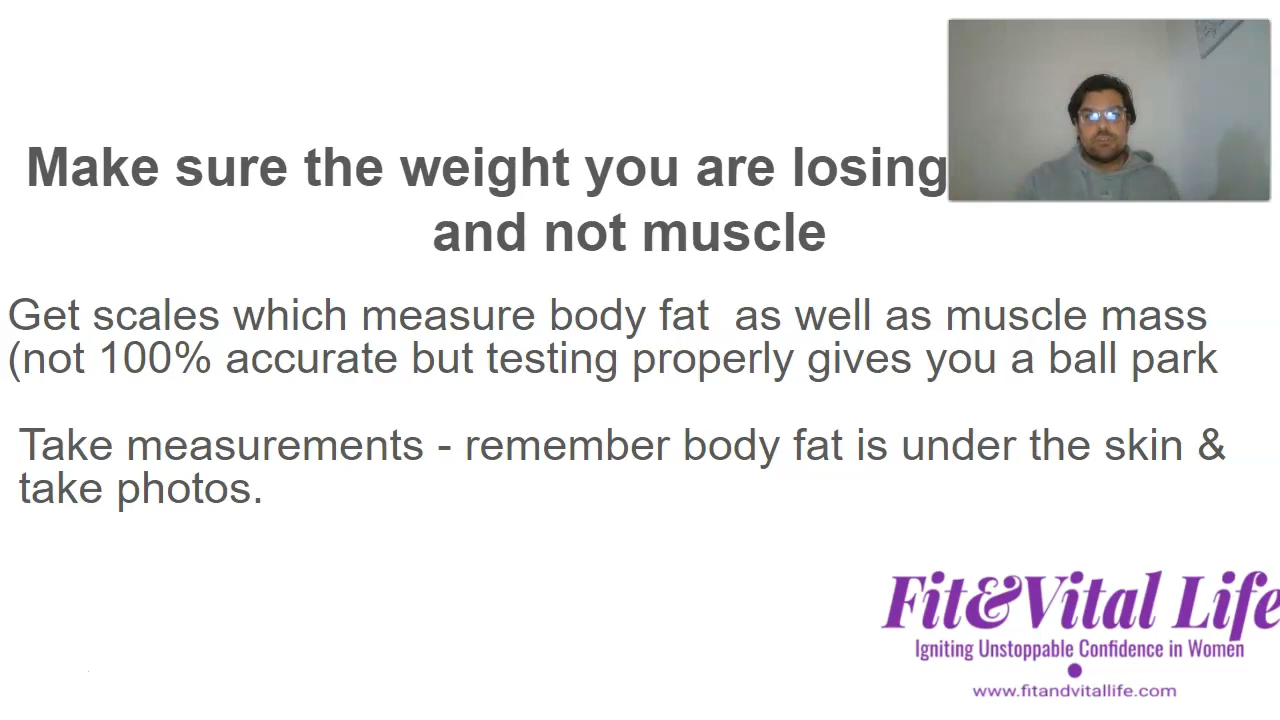 Make sure the weight you are losing
and not muscle
Get scales which measure body fat  as well as muscle mass
(not 100% accurate but testing properly gives you a ball park
Take measurements - remember body fat is under the skin &
take photos.
Fit&Vital Life
Igniting Unstoppable Confidence in Women
www.fitandvitallife.com